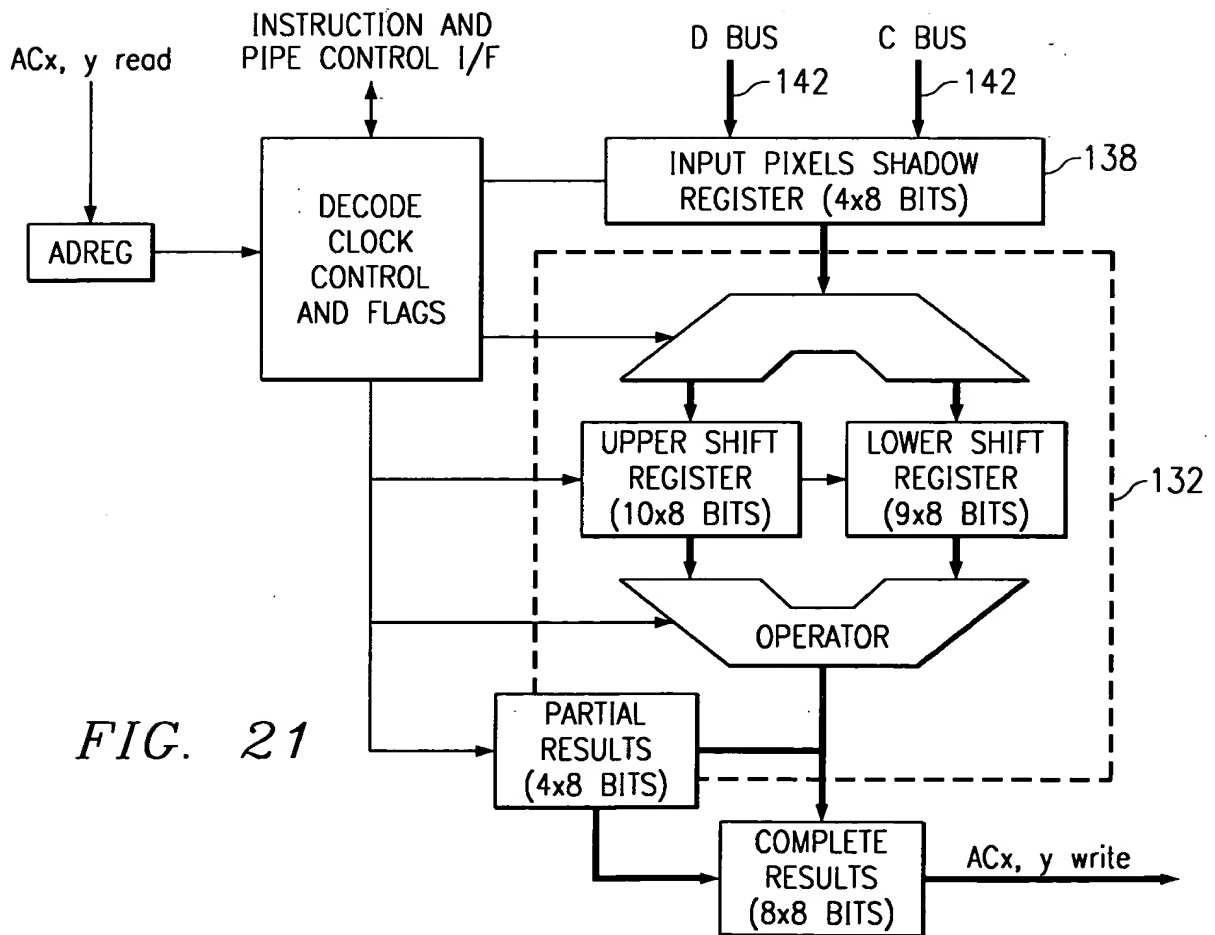 INSTRUCTION AND
PIPE CONTROL I/F
ACx, y read
D BUS
C BUS
142
142
INPUT PIXELS SHADOW
REGISTER (4x8 BITS)
138
DECODE
CLOCK
CONTROL
AND FLAGS
ADREG
UPPER SHIFT
REGISTER
(10x8 BITS)
LOWER SHIFT
REGISTER
(9x8 BITS)
132
OPERATOR
PARTIAL
RESULTS
(4x8 BITS)
FIG. 21
COMPLETE
RESULTS
(8x8 BITS)
ACx, y write